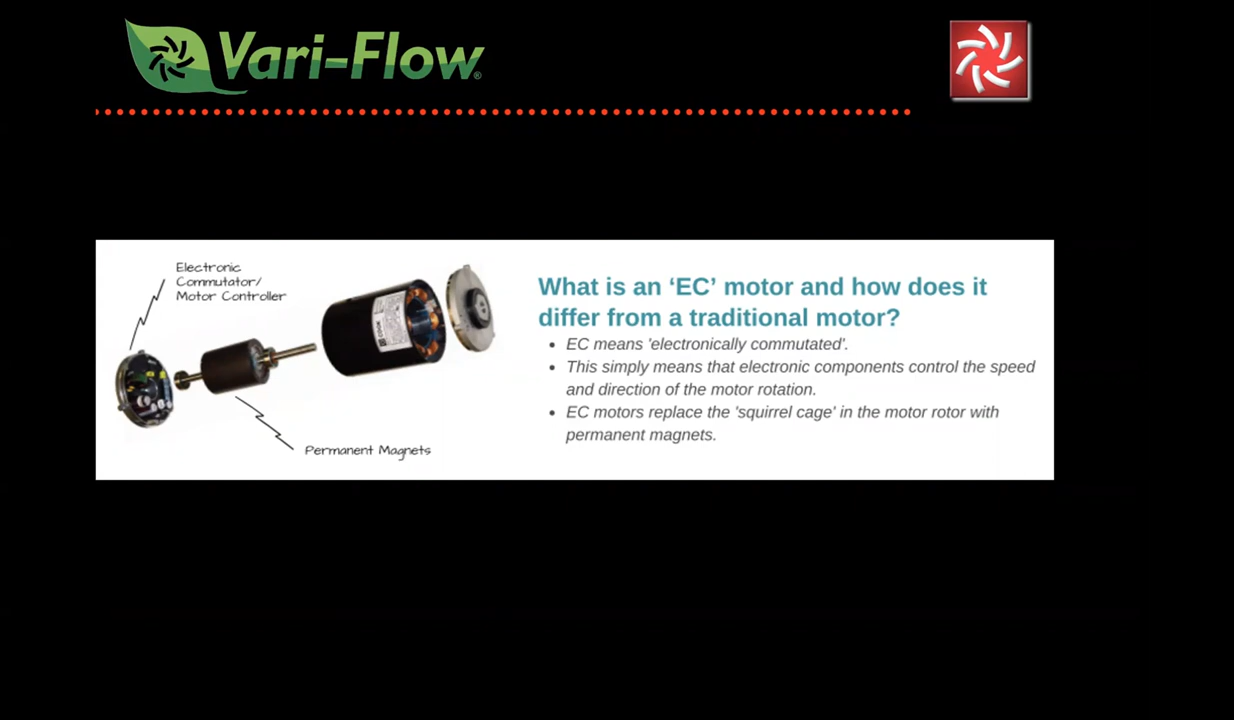 Vari-Flow®
Electronic
Commutator/
Motor Controller
COOK
Permanent Magnets
What is an ‘EC’ motor and how does it
differ from a traditional motor?
• EC means 'electronically commutated'.
• This simply means that electronic components control the speed
and direction of the motor rotation.
• EC motors replace the 'squirrel cage' in the motor rotor with
permanent magnets.